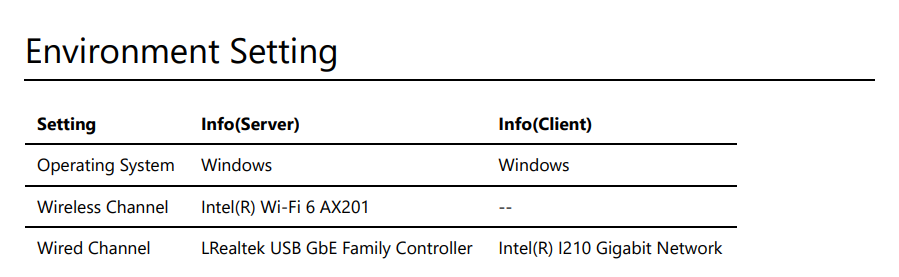 Environment Setting
Setting Info(Server) Info(Client)
Operating System Windows Windows
Wireless Channel Intel(R) Wi-Fi 6 AX201 --
Wired Channel LRealtek USB GbE Family Controller Intel(R) I210 Gigabit Network